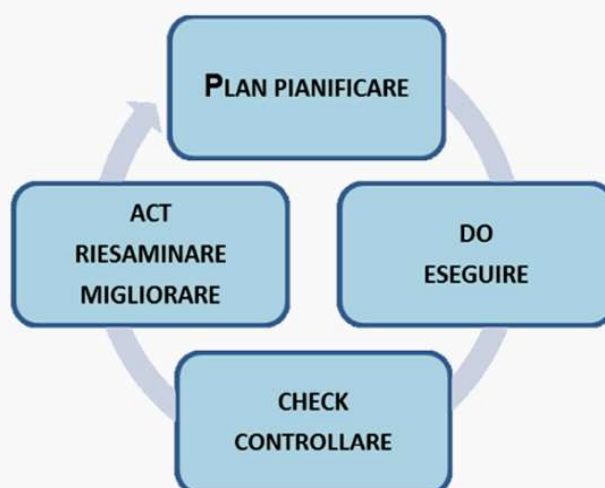 PLAN PIANIFICARE
DO
ESEGUIRE
CHECK
CONTROLLARE
ACT
RIESAMINARE
MIGLIORARE